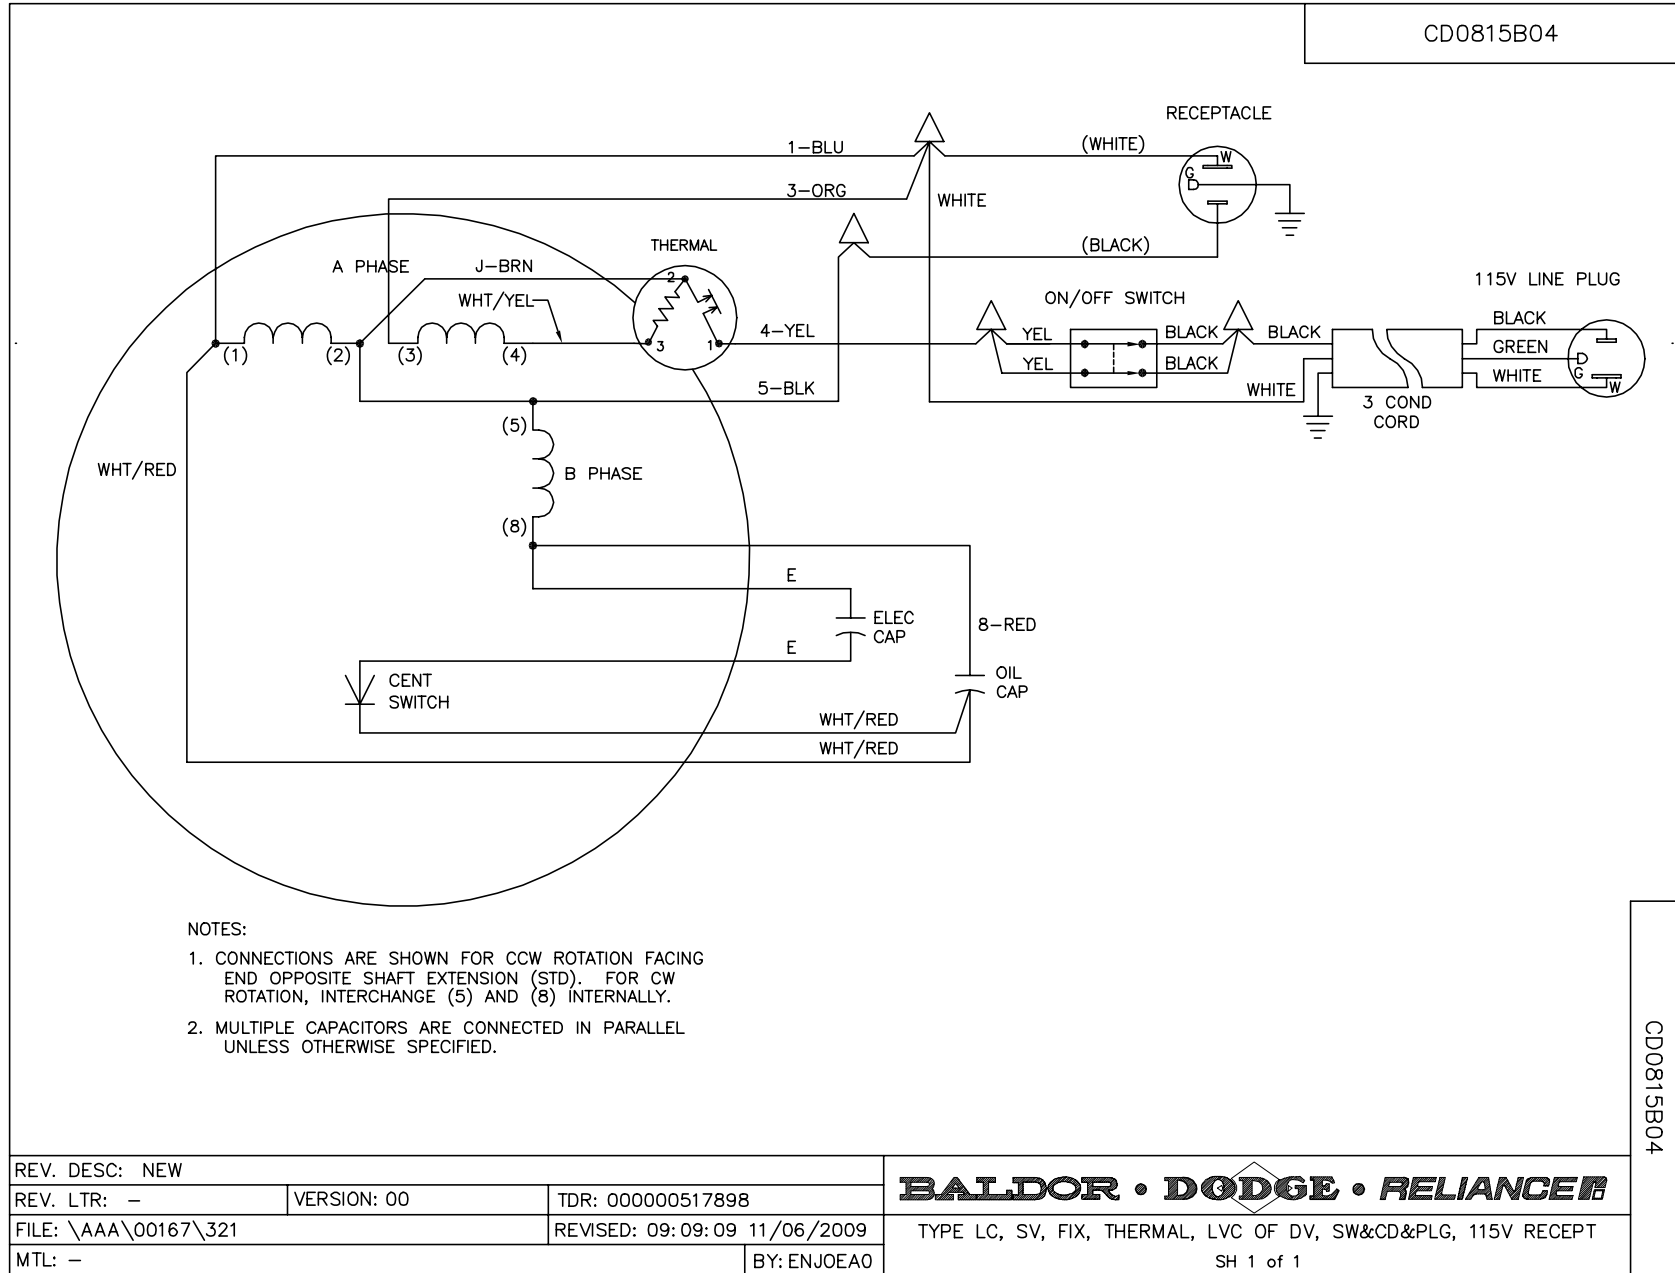 CD0815B04
RECEPTACLE
1-BLU
(WHITE)
W
G
3-ORG
WHITE
(BLACK)
THERMAL
A PHASE
J-BRN
2
WHT/YEL
3
1
4-YEL
ON/OFF SWITCH
115V LINE PLUG
YEL
BLACK
BLACK
BLACK
YEL
BLACK
GREEN
WHITE
G
W
(1)
(2)
(3)
(4)
5-BLK
WHITE
3 COND
CORD
(5)
WHT/RED
B PHASE
(8)
E
ELEC
CAP
8-RED
E
CENT
SWITCH
OIL
CAP
WHT/RED
WHT/RED
NOTES:
1. CONNECTIONS ARE SHOWN FOR CCW ROTATION FACING
END OPPOSITE SHAFT EXTENSION (STD). FOR CW
ROTATION, INTERCHANGE (5) AND (8) INTERNALLY.
2. MULTIPLE CAPACITORS ARE CONNECTED IN PARALLEL
UNLESS OTHERWISE SPECIFIED.
CD0815B04
REV. DESC: NEW
REV. LTR: - VERSION: 00 TDR: 000000517898
FILE: \AAA\00167\321 REVISED: 09:09:09 11/06/2009
MTL: - BY: ENJOEA0
BALDOR • DODGE • RELIANCE
TYPE LC, SV, FIX, THERMAL, LVC OF DV, SW&CD&PLG, 115V RECEPT
SH 1 of 1